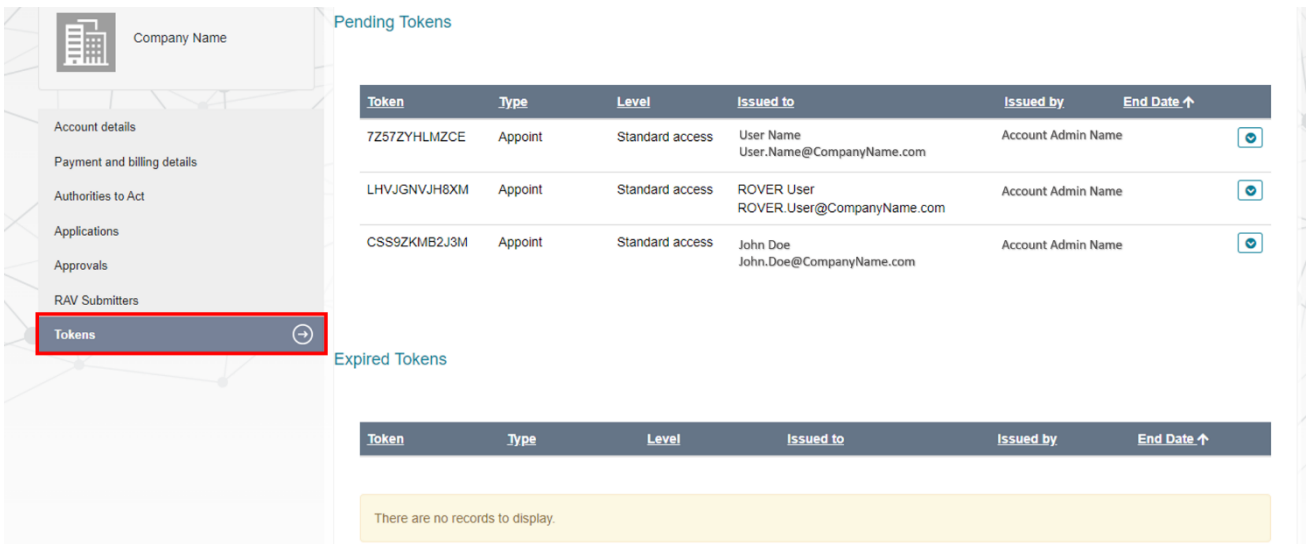 Company Name
Account details
Payment and billing details
Authorities to Act
Applications
Approvals
RAV Submitters
Tokens
Pending Tokens
Token Type Level Issued to Issued by End Date
7Z57ZYHLMZCE Appoint Standard access User Name Account Admin Name
User.Name@CompanyName.com
LHVJGNVJH8XM Appoint Standard access ROVER User Account Admin Name
ROVER.User@CompanyName.com
CSS9ZKMB2J3M Appoint Standard access John Doe Account Admin Name
John.Doe@CompanyName.com
Expired Tokens
Token Type Level Issued to Issued by End Date
There are no records to display.